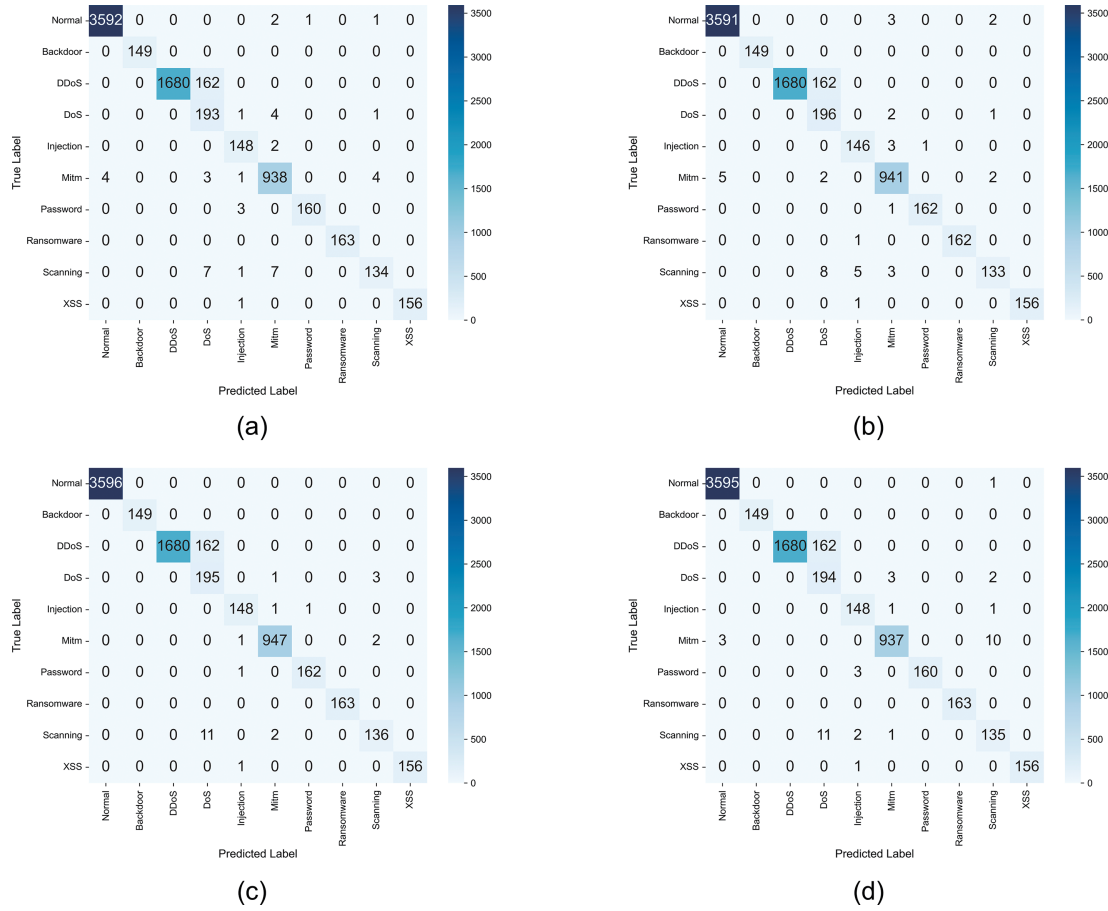 Normal 3592 0 0 0 0 2 1 0 1 0
Backdoor 0 149 0 0 0 0 0 0 0 0
DDoS 0 0 1680 162 0 0 0 0 0 0
DoS 0 0 0 193 1 4 0 0 1 0
Injection 0 0 0 0 148 2 0 0 0 0
Mitm 4 0 0 3 1 938 0 0 4 0
Password 0 0 0 0 3 0 160 0 0 0
Ransomware 0 0 0 0 0 0 0 163 0 0
Scanning 0 0 0 7 1 7 0 0 134 0
XSS 0 0 0 0 1 0 0 0 0 156
True Label
Normal Backdoor DDoS DoS Injection Mitm Password Ransomware Scanning XSS
Predicted Label
3500
3000
2500
2000
1500
1000
500
0
(a)
Normal 3591 0 0 0 0 3 0 0 2 0
Backdoor 0 149 0 0 0 0 0 0 0 0
DDoS 0 0 1680 162 0 0 0 0 0 0
DoS 0 0 0 196 0 2 0 0 1 0
Injection 0 0 0 0 146 3 1 0 0 0
Mitm 5 0 0 2 0 941 0 0 2 0
Password 0 0 0 0 0 1 162 0 0 0
Ransomware 0 0 0 0 1 0 0 162 0 0
Scanning 0 0 0 8 5 3 0 0 133 0
XSS 0 0 0 0 1 0 0 0 0 156
True Label
Normal Backdoor DDoS DoS Injection Mitm Password Ransomware Scanning XSS
Predicted Label
3500
3000
2500
2000
1500
1000
500
0
(b)
Normal 3596 0 0 0 0 0 0 0 0 0
Backdoor 0 149 0 0 0 0 0 0 0 0
DDoS 0 0 1680 162 0 0 0 0 0 0
DoS 0 0 0 195 0 1 0 0 3 0
Injection 0 0 0 0 148 1 1 0 0 0
Mitm 0 0 0 0 1 947 0 0 2 0
Password 0 0 0 0 1 0 162 0 0 0
Ransomware 0 0 0 0 0 0 0 163 0 0
Scanning 0 0 0 11 0 2 0 0 136 0
XSS 0 0 0 0 1 0 0 0 0 156
True Label
Normal Backdoor DDoS DoS Injection Mitm Password Ransomware Scanning XSS
Predicted Label
3500
3000
2500
2000
1500
1000
500
0
(c)
Normal 3595 0 0 0 0 0 0 0 1 0
Backdoor 0 149 0 0 0 0 0 0 0 0
DDoS 0 0 1680 162 0 0 0 0 0 0
DoS 0 0 0 194 0 3 0 0 2 0
Injection 0 0 0 0 148 1 0 0 1 0
Mitm 3 0 0 0 0 937 0 0 10 0
Password 0 0 0 0 3 0 160 0 0 0
Ransomware 0 0 0 0 0 0 0 163 0 0
Scanning 0 0 0 11 2 1 0 0 135 0
XSS 0 0 0 0 1 0 0 0 0 156
True Label
Normal Backdoor DDoS DoS Injection Mitm Password Ransomware Scanning XSS
Predicted Label
3500
3000
2500
2000
1500
1000
500
0
(d)